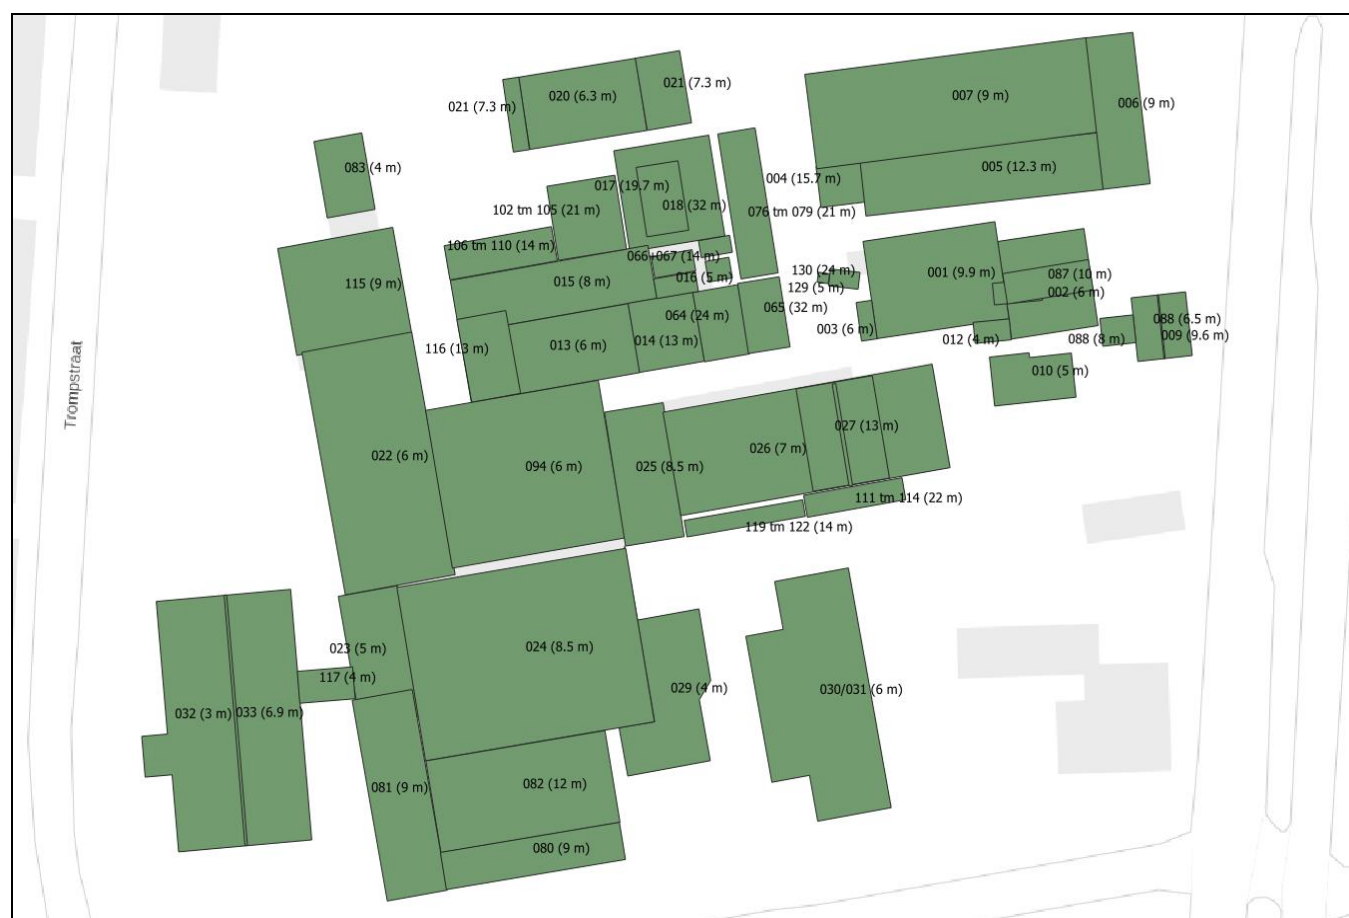 021 (7.3 m)
020 (6.3 m)
021 (7.3 m)
007 (9 m)
006 (9 m)
083 (4 m)
017 (19.7 m)
004 (15.7 m)
005 (12.3 m)
102 tm 105 (21 m)
018 (32 m)
076 tm 079 (21 m)
106 tm 110 (14 m)
066+067 (14 m)
130 (24 m)
001 (9.9 m)
087 (10 m)
115 (9 m)
015 (8 m)
016 (5 m)
129 (5 m)
002 (6 m)
064 (24 m)
065 (32 m)
003 (6 m)
088 (6.5 m)
116 (13 m)
013 (6 m)
014 (13 m)
012 (4 m)
088 (8 m)
009 (9.6 m)
010 (5 m)
Trompstraat
022 (6 m)
094 (6 m)
025 (8.5 m)
026 (7 m)
027 (13 m)
111 tm 114 (22 m)
119 tm 122 (14 m)
023 (5 m)
024 (8.5 m)
117 (4 m)
029 (4 m)
030/031 (6 m)
032 (3 m)
033 (6.9 m)
081 (9 m)
082 (12 m)
080 (9 m)